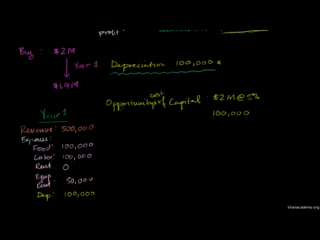 profit:
Buy : $2M
Year 1
$1.9M
Depreciation 100,000
Opportunity cost of Capital : $2M @ 5%
100,000
Year 1
Revenue: 500,000
Expenses:
Food: 100,000
Labor: 100,000
Rent 0
Equip Rent 50,000
Dep: 100,000
khanacademy.org